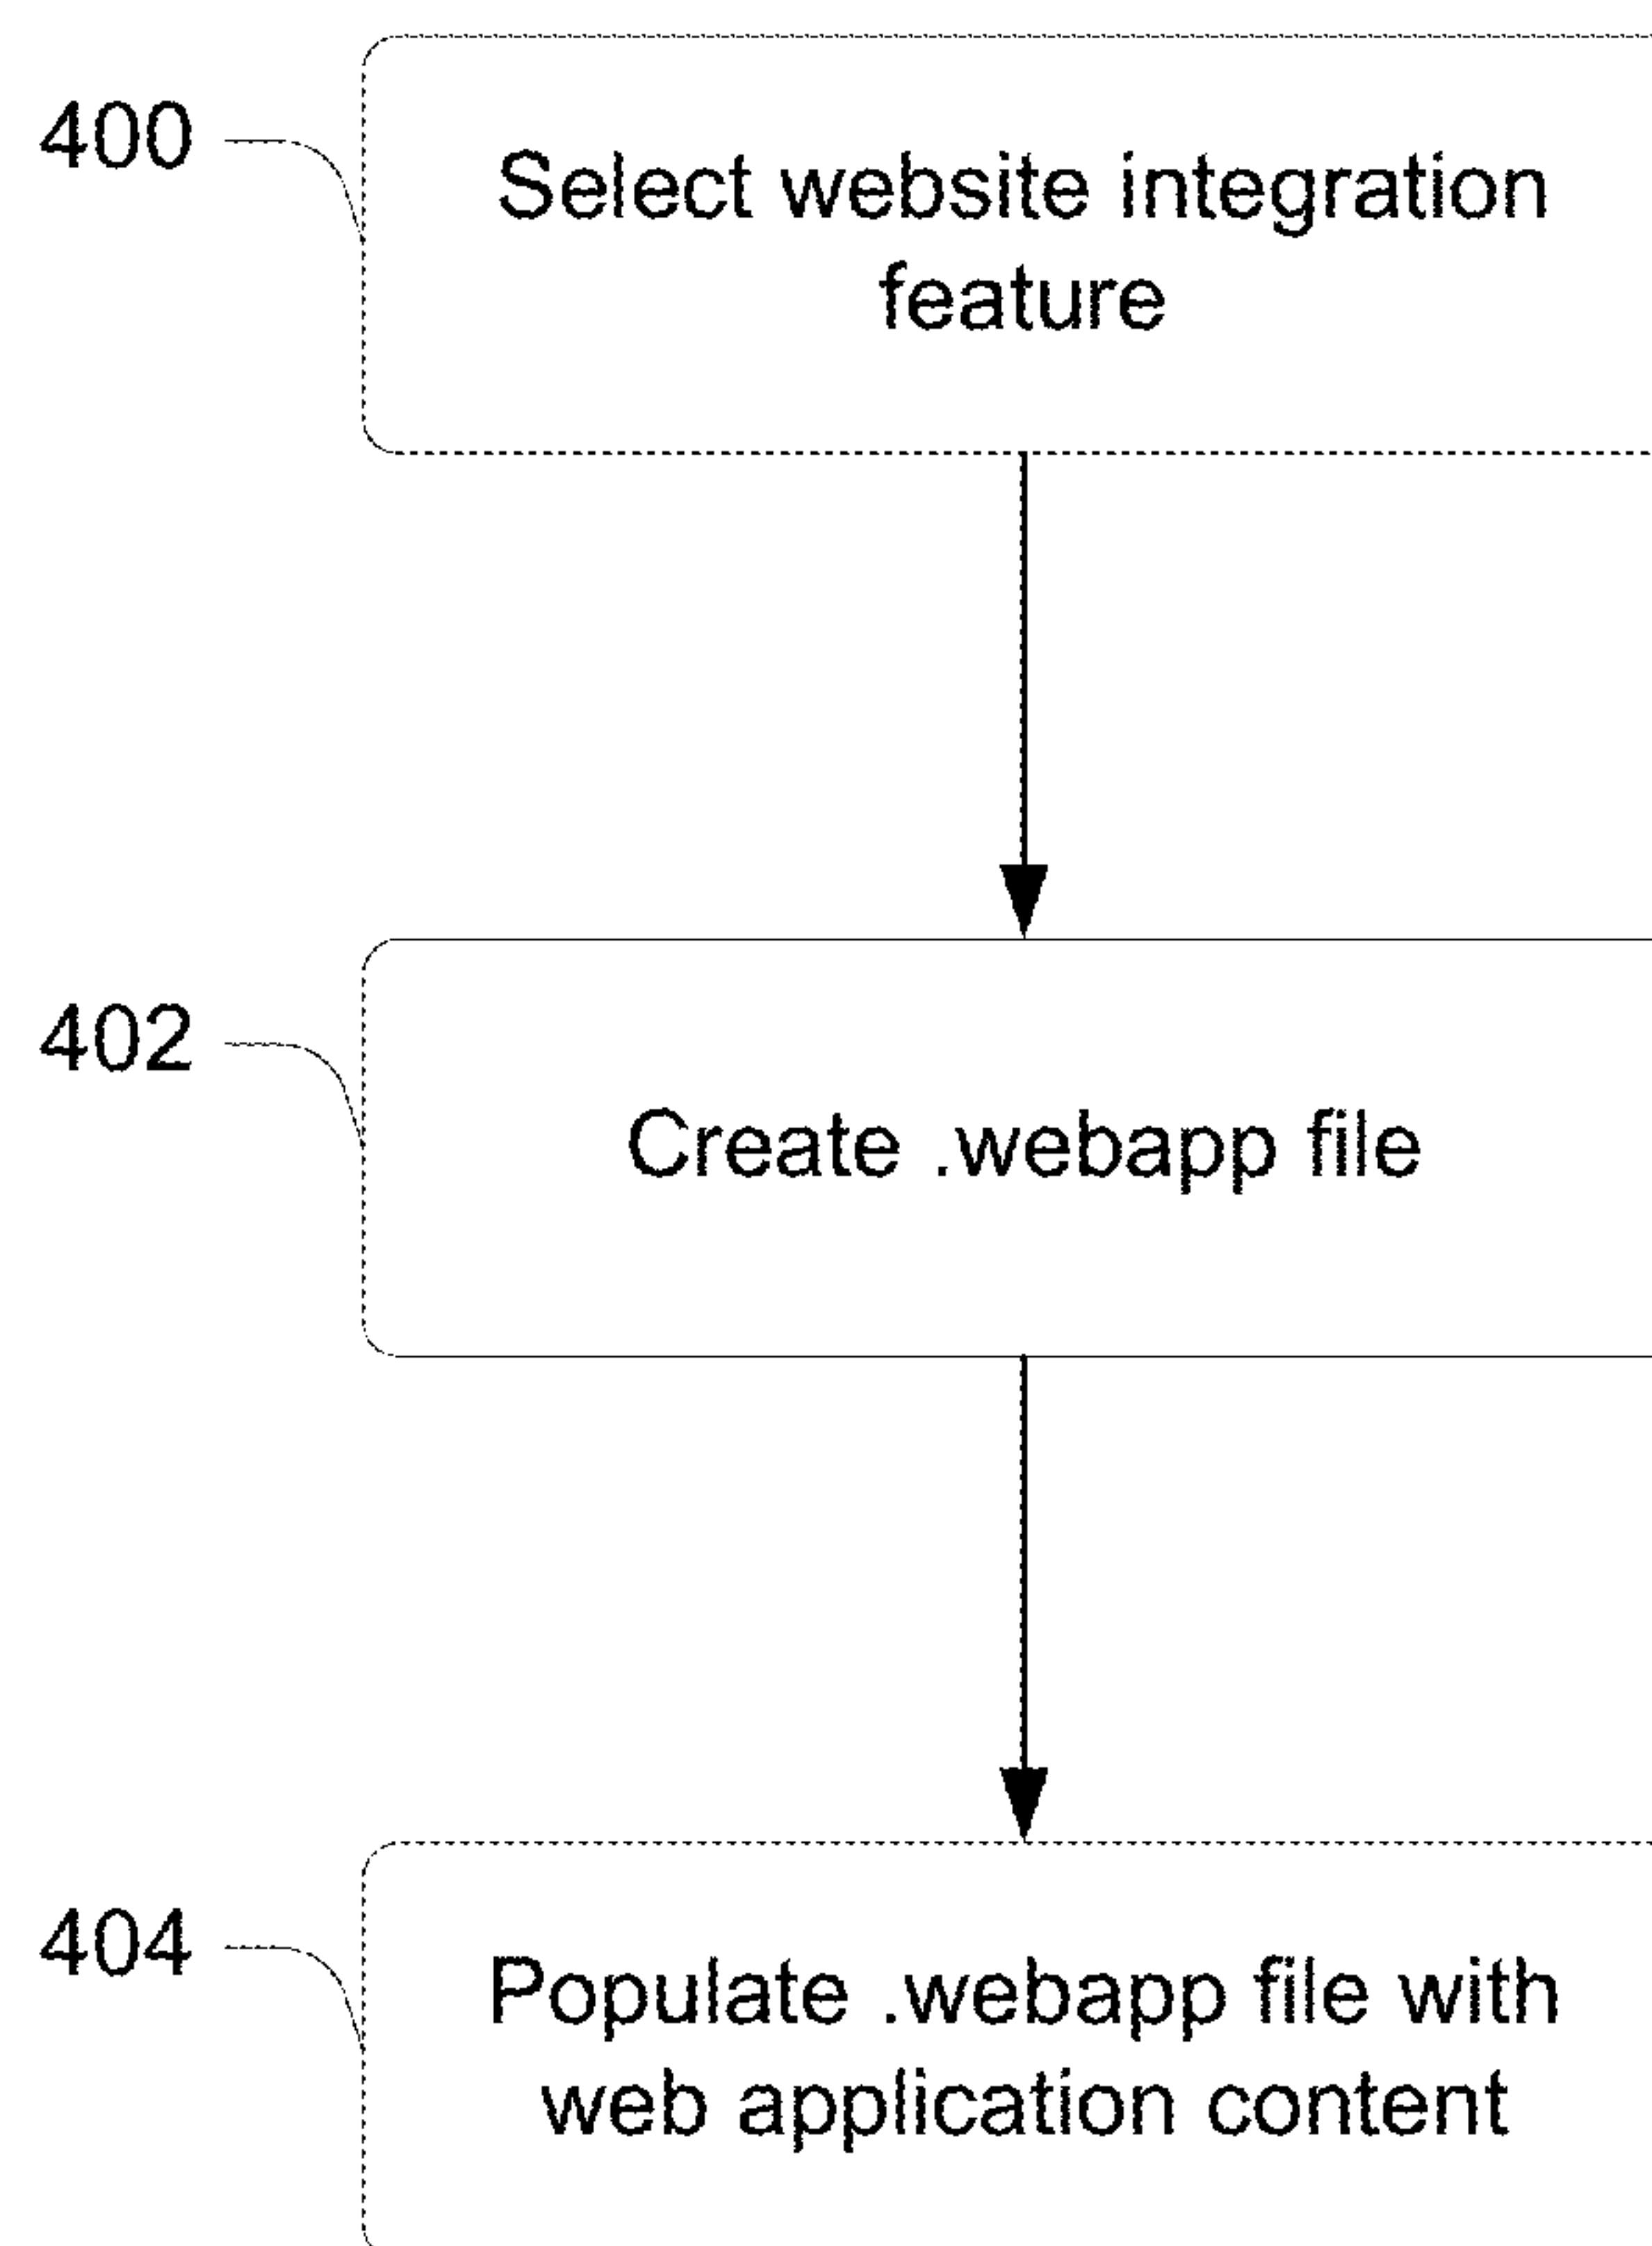 400
Select website integration
feature
402
Create .webapp file
404
Populate .webapp file with
web application content